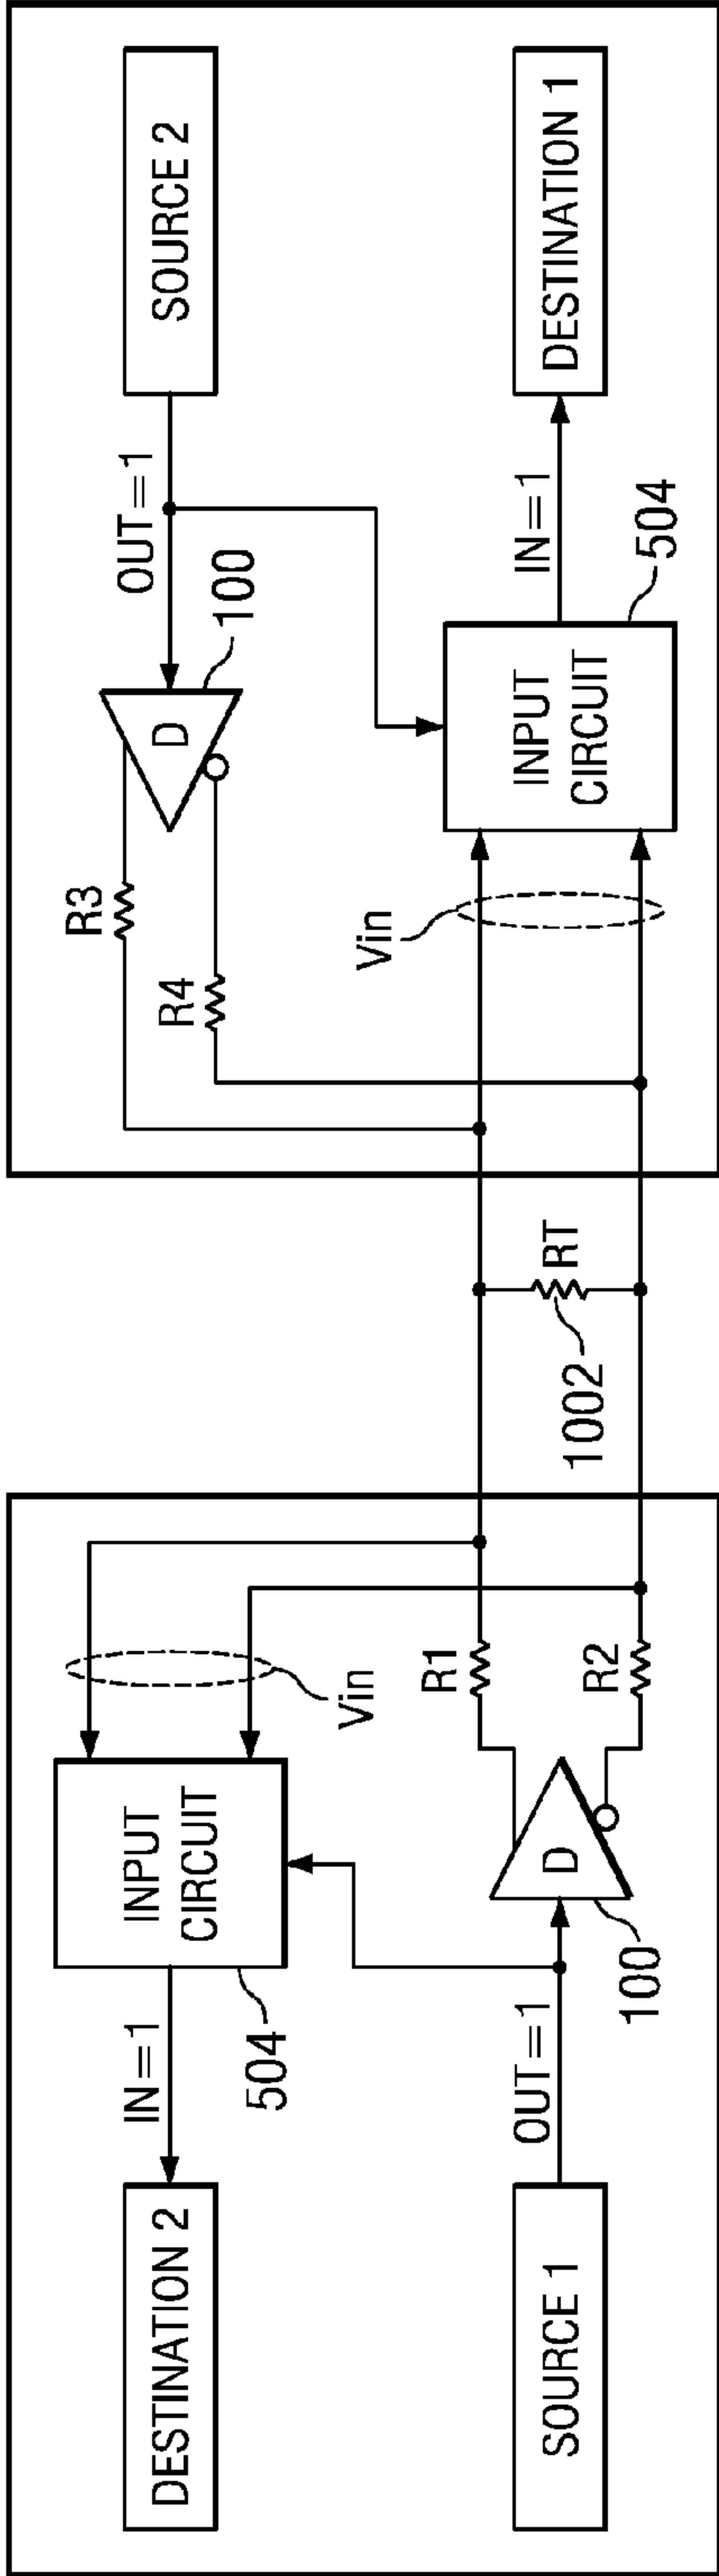 DESTINATION 2
IN=1
504
INPUT
CIRCUIT
Vin
SOURCE 1
OUT=1
100
D
R1
R2
1002
RT
R3
R4
D
100
OUT=1
SOURCE 2
Vin
INPUT
CIRCUIT
504
IN=1
DESTINATION 1